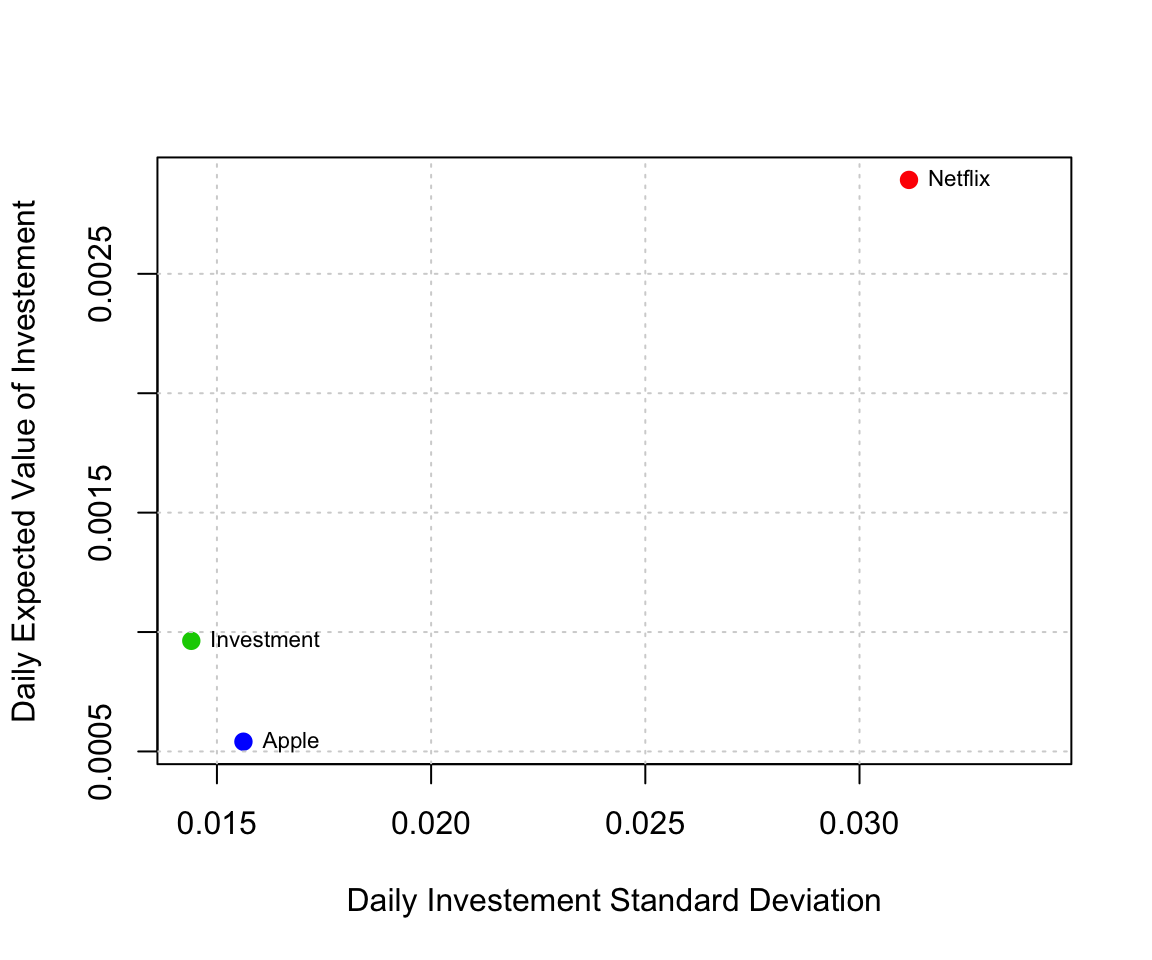 Netflix
Investment
Apple
Daily Expected Value of Investement
0.0025
0.0015
0.0005
0.015 0.020 0.025 0.030
Daily Investement Standard Deviation